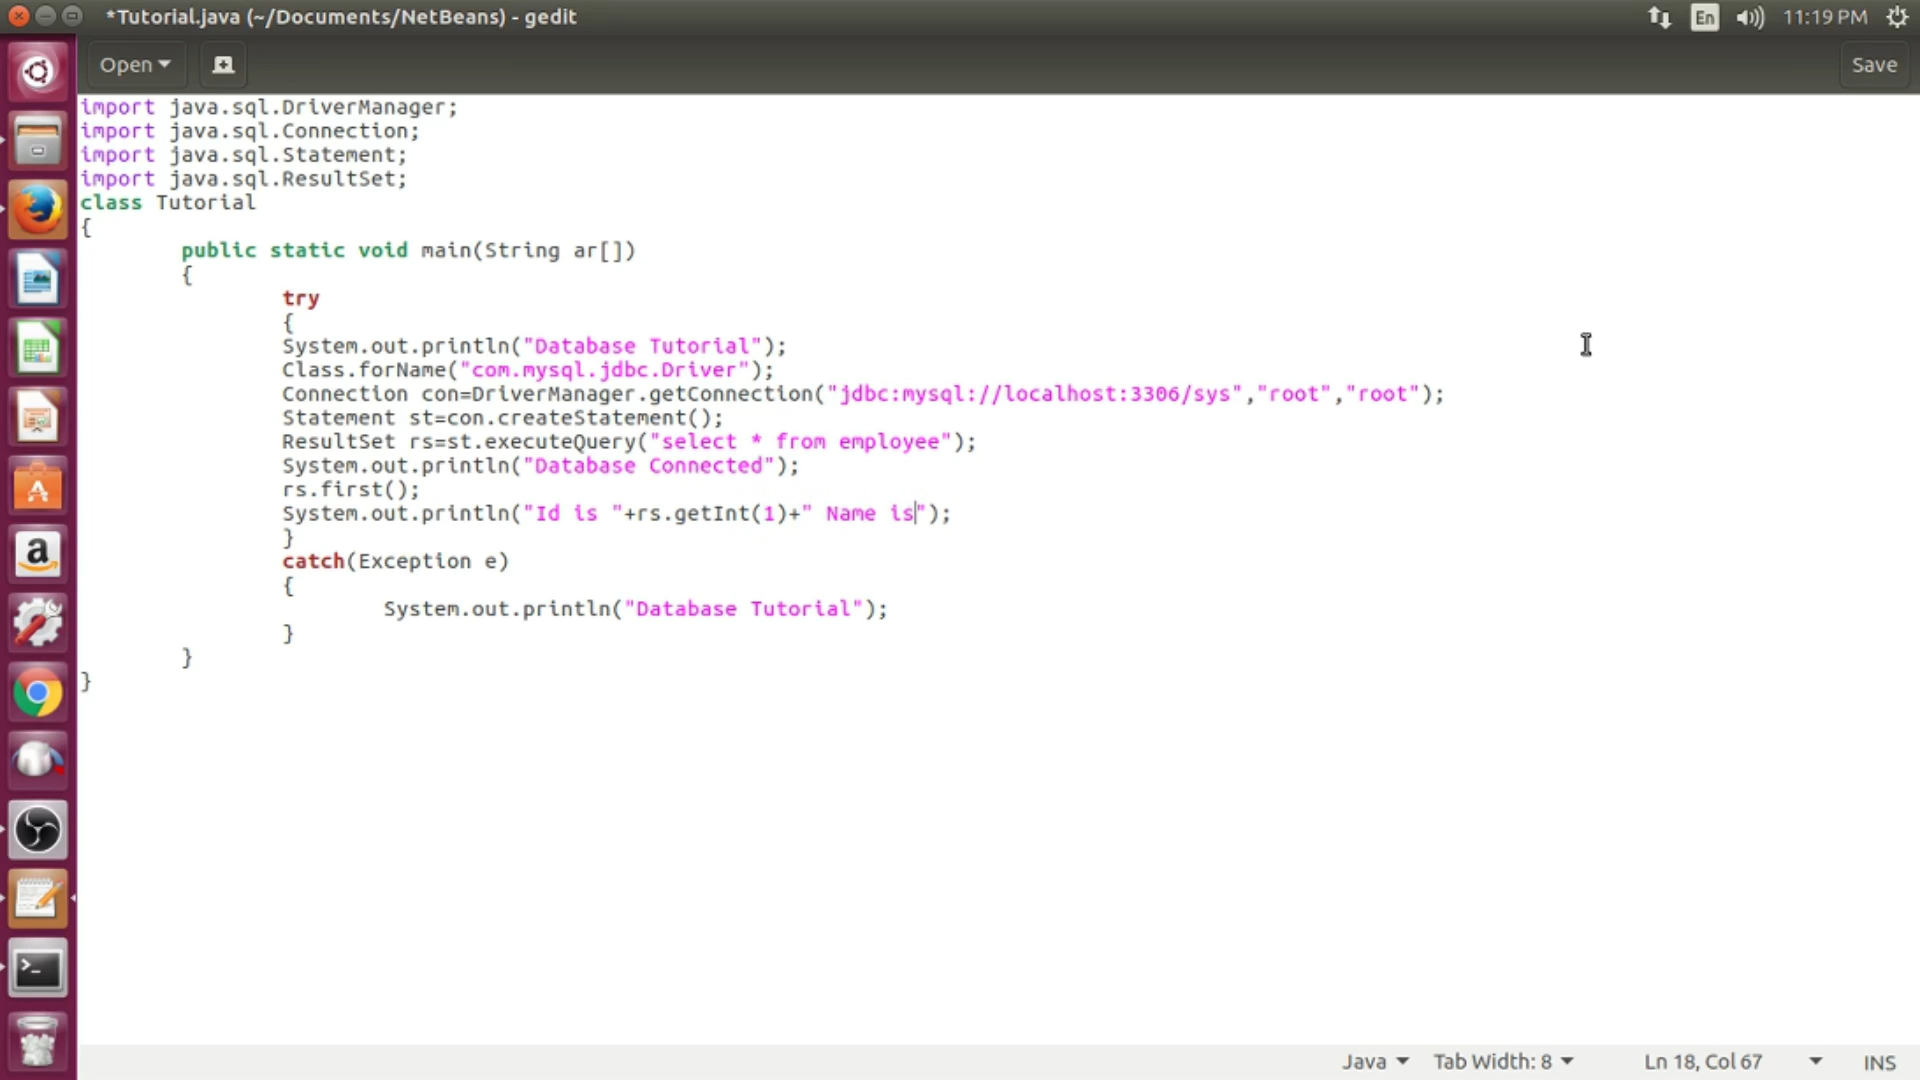 *Tutorial.java (~/Documents/NetBeans) - gedit
En
11:19 PM
Open
Save
import java.sql.DriverManager;
import java.sql.Connection;
import java.sql.Statement;
import java.sql.ResultSet;
class Tutorial
{
public static void main(String ar[])
{
try
{
System.out.println("Database Tutorial");
Class.forName("com.mysql.jdbc.Driver");
Connection con=DriverManager.getConnection("jdbc:mysql://localhost:3306/sys","root","root");
Statement st=con.createStatement();
ResultSet rs=st.executeQuery("select * from employee");
System.out.println("Database Connected");
rs.first();
System.out.println("Id is "+rs.getInt(1)+" Name is");
}
catch(Exception e)
{
System.out.println("Database Tutorial");
}
}
}
Java
Tab Width: 8
Ln 18, Col 67
INS